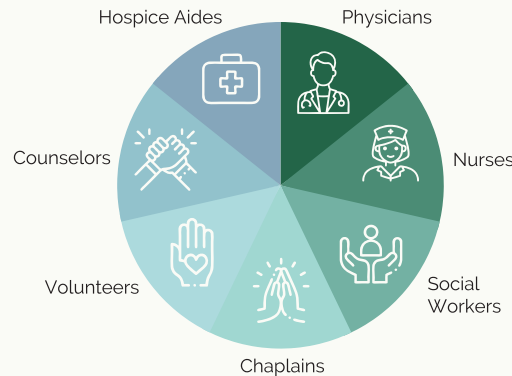 Hospice Aides
Physicians
Counselors
Nurses
Volunteers
Social
Workers
Chaplains